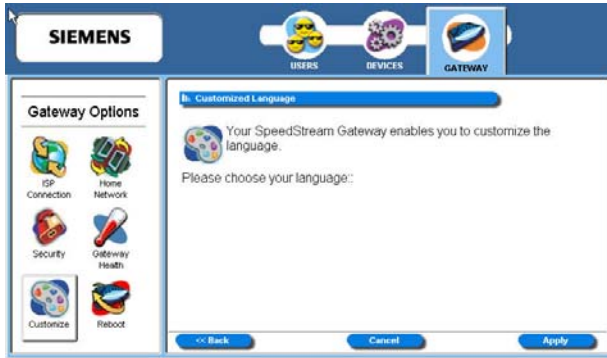 SIEMENS
USERS
DEVICES
GATEWAY
Gateway Options
ISP
Connection
Home
Network
Security
Gateway
Health
Customize
Reboot
Customized Language
Your SpeedStream Gateway enables you to customize the
language.
Please choose your language::
<< Back
Cancel
Apply